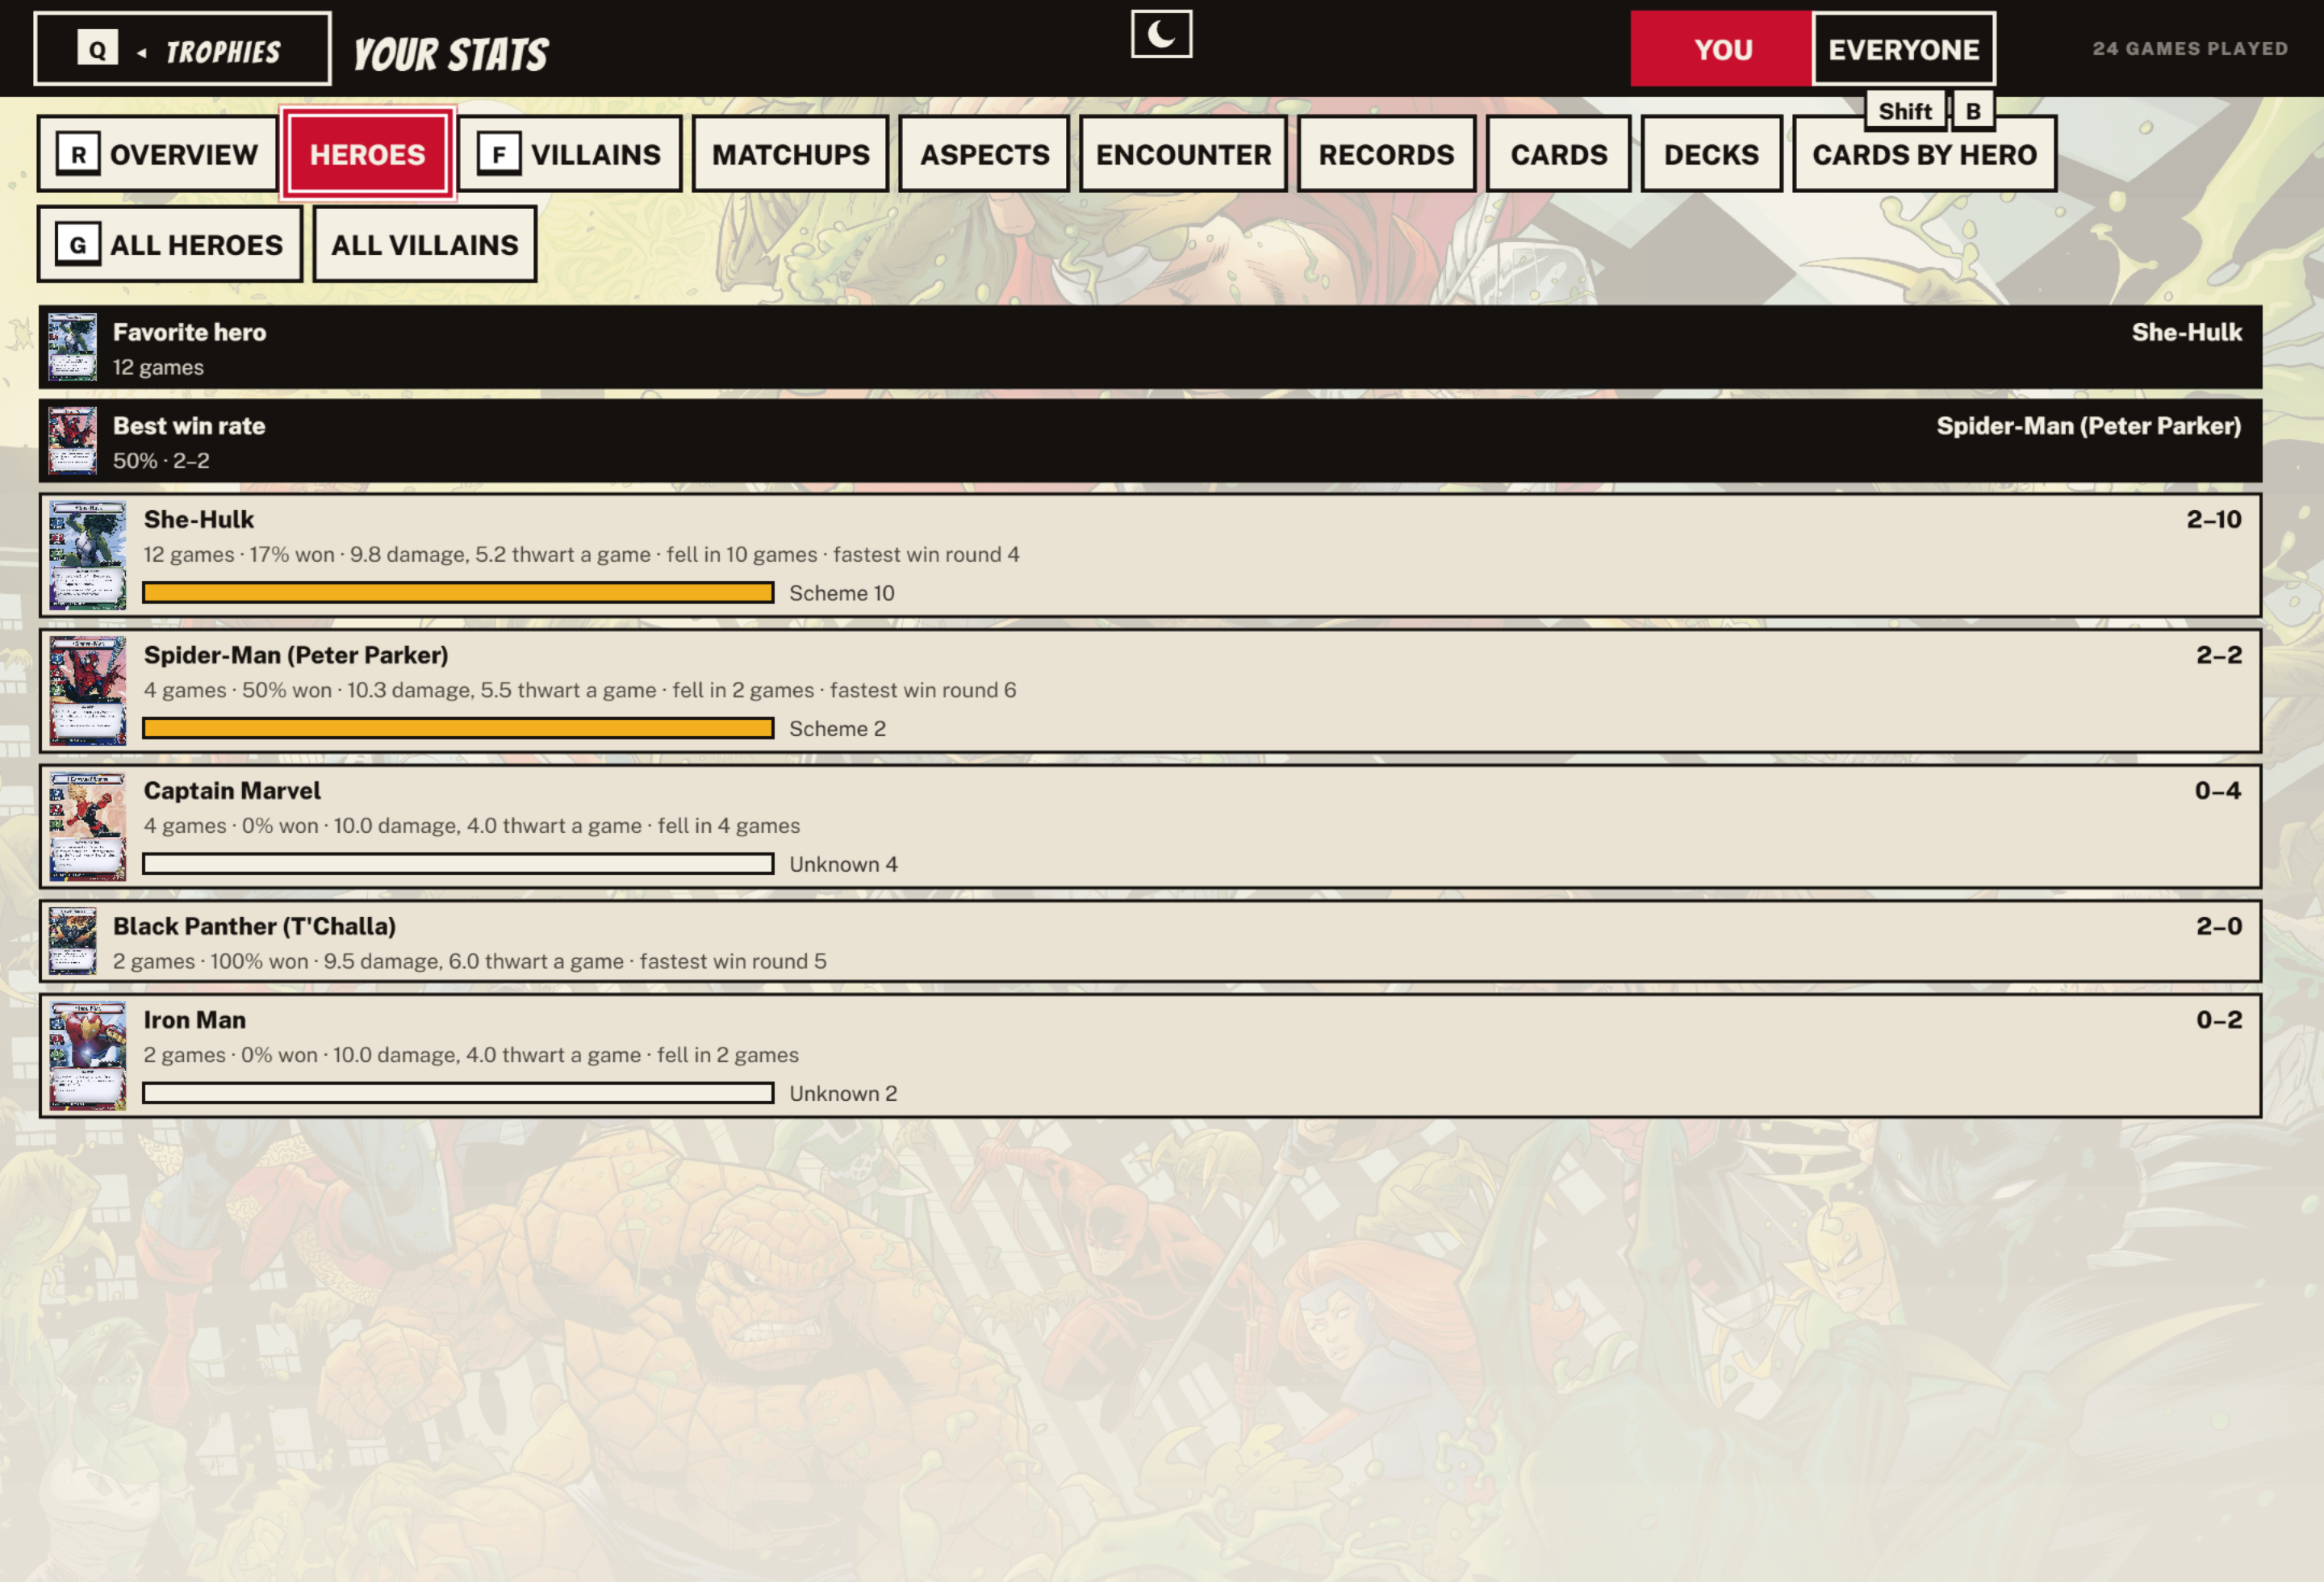 Q ◂ TROPHIES
YOUR STATS
YOU
EVERYONE
24 GAMES PLAYED
Shift B
R OVERVIEW
HEROES
F VILLAINS
MATCHUPS
ASPECTS
ENCOUNTER
RECORDS
CARDS
DECKS
CARDS BY HERO
G ALL HEROES
ALL VILLAINS
Favorite hero
She-Hulk
12 games
Best win rate
Spider-Man (Peter Parker)
50% · 2–2
She-Hulk
2–10
12 games · 17% won · 9.8 damage, 5.2 thwart a game · fell in 10 games · fastest win round 4
Scheme 10
Spider-Man (Peter Parker)
2–2
4 games · 50% won · 10.3 damage, 5.5 thwart a game · fell in 2 games · fastest win round 6
Scheme 2
Captain Marvel
0–4
4 games · 0% won · 10.0 damage, 4.0 thwart a game · fell in 4 games
Unknown 4
Black Panther (T'Challa)
2–0
2 games · 100% won · 9.5 damage, 6.0 thwart a game · fastest win round 5
Iron Man
0–2
2 games · 0% won · 10.0 damage, 4.0 thwart a game · fell in 2 games
Unknown 2